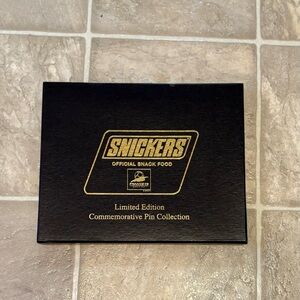 SNICKERS
OFFICIAL SNACK FOOD
Limited Edition
Commemorative Pin Collection